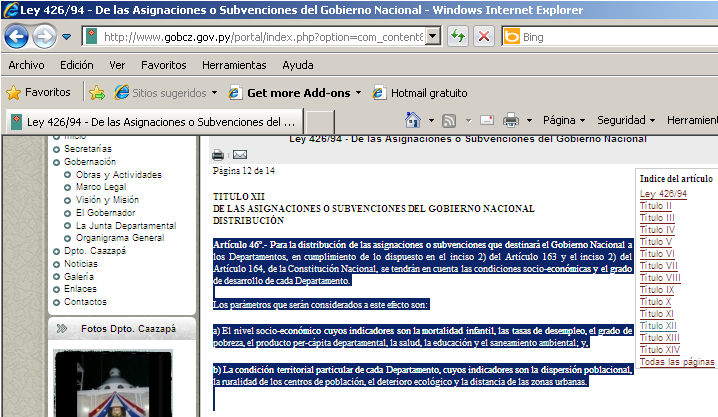 Ley 426/94 - De las Asignaciones o Subvenciones del Gobierno Nacional - Windows Internet Explorer
http://www.gobcz.gov.py/portal/index.php?option=com_content&
Bing
Archivo Edición Ver Favoritos Herramientas Ayuda
Favoritos Sitios sugeridos Get more Add-ons Hotmail gratuito
Ley 426/94 - De las Asignaciones o Subvenciones del ...
Página Seguridad Herramien
Inicio
Secretarías
Gobernación
Obras y Actividades
Marco Legal
Visión y Misión
El Gobernador
La Junta Departamental
Organigrama General
Dpto. Caazapá
Noticias
Galería
Enlaces
Contactos
Fotos Dpto. Caazapá
Ley 426/94 - De las Asignaciones o Subvenciones del Gobierno Nacional
Página 12 de 14
TITULO XII
DE LAS ASIGNACIONES O SUBVENCIONES DEL GOBIERNO NACIONAL
DISTRIBUCIÓN
Artículo 46º.- Para la distribución de las asignaciones o subvenciones que destinará el Gobierno Nacional a
los Departamentos, en cumplimiento de lo dispuesto en el inciso 2) del Artículo 163 y el inciso 2) del
Artículo 164, de la Constitución Nacional, se tendrán en cuenta las condiciones socio-económicas y el grado
de desarrollo de cada Departamento.
Los parámetros que serán considerados a este efecto son:
a) El nivel socio-económico cuyos indicadores son la mortalidad infantil, las tasas de desempleo, el grado de
pobreza, el producto per-cápita departamental, la salud, la educación y el saneamiento ambiental; y,
b) La condición territorial particular de cada Departamento, cuyos indicadores son la dispersión poblacional,
la ruralidad de los centros de población, el deterioro ecológico y la distancia de las zonas urbanas.
Indice del artículo
Ley 426/94
Título II
Título III
Título IV
Título V
Título VI
Título VII
Título VIII
Título IX
Título X
Título XI
Título XII
Título XIII
Título XIV
Todas las páginas